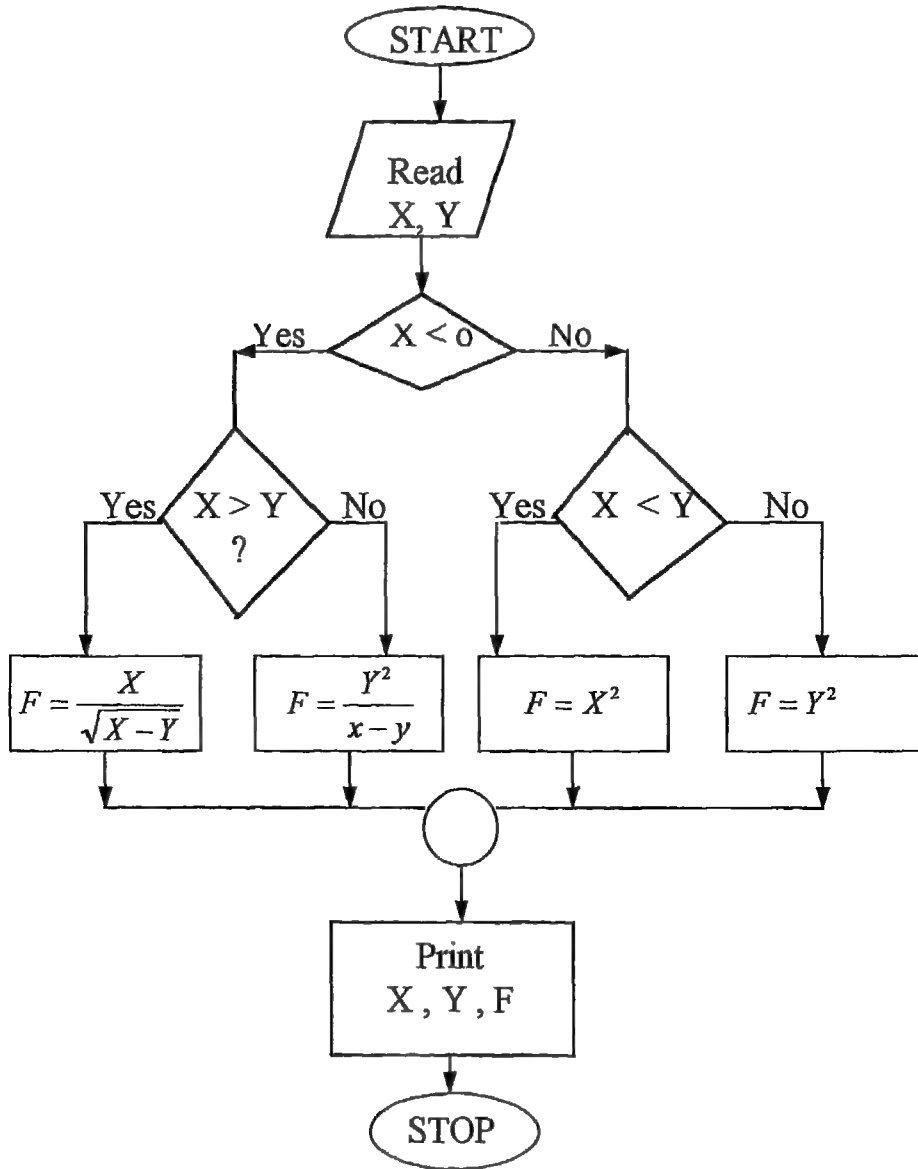 START
Read
X, Y
Yes
X < o
No
Yes
X > Y
?
No
Yes
X < Y
No
F = X / √(X − Y)
F = Y² / (x − y)
F = X²
F = Y²
Print
X , Y , F
STOP